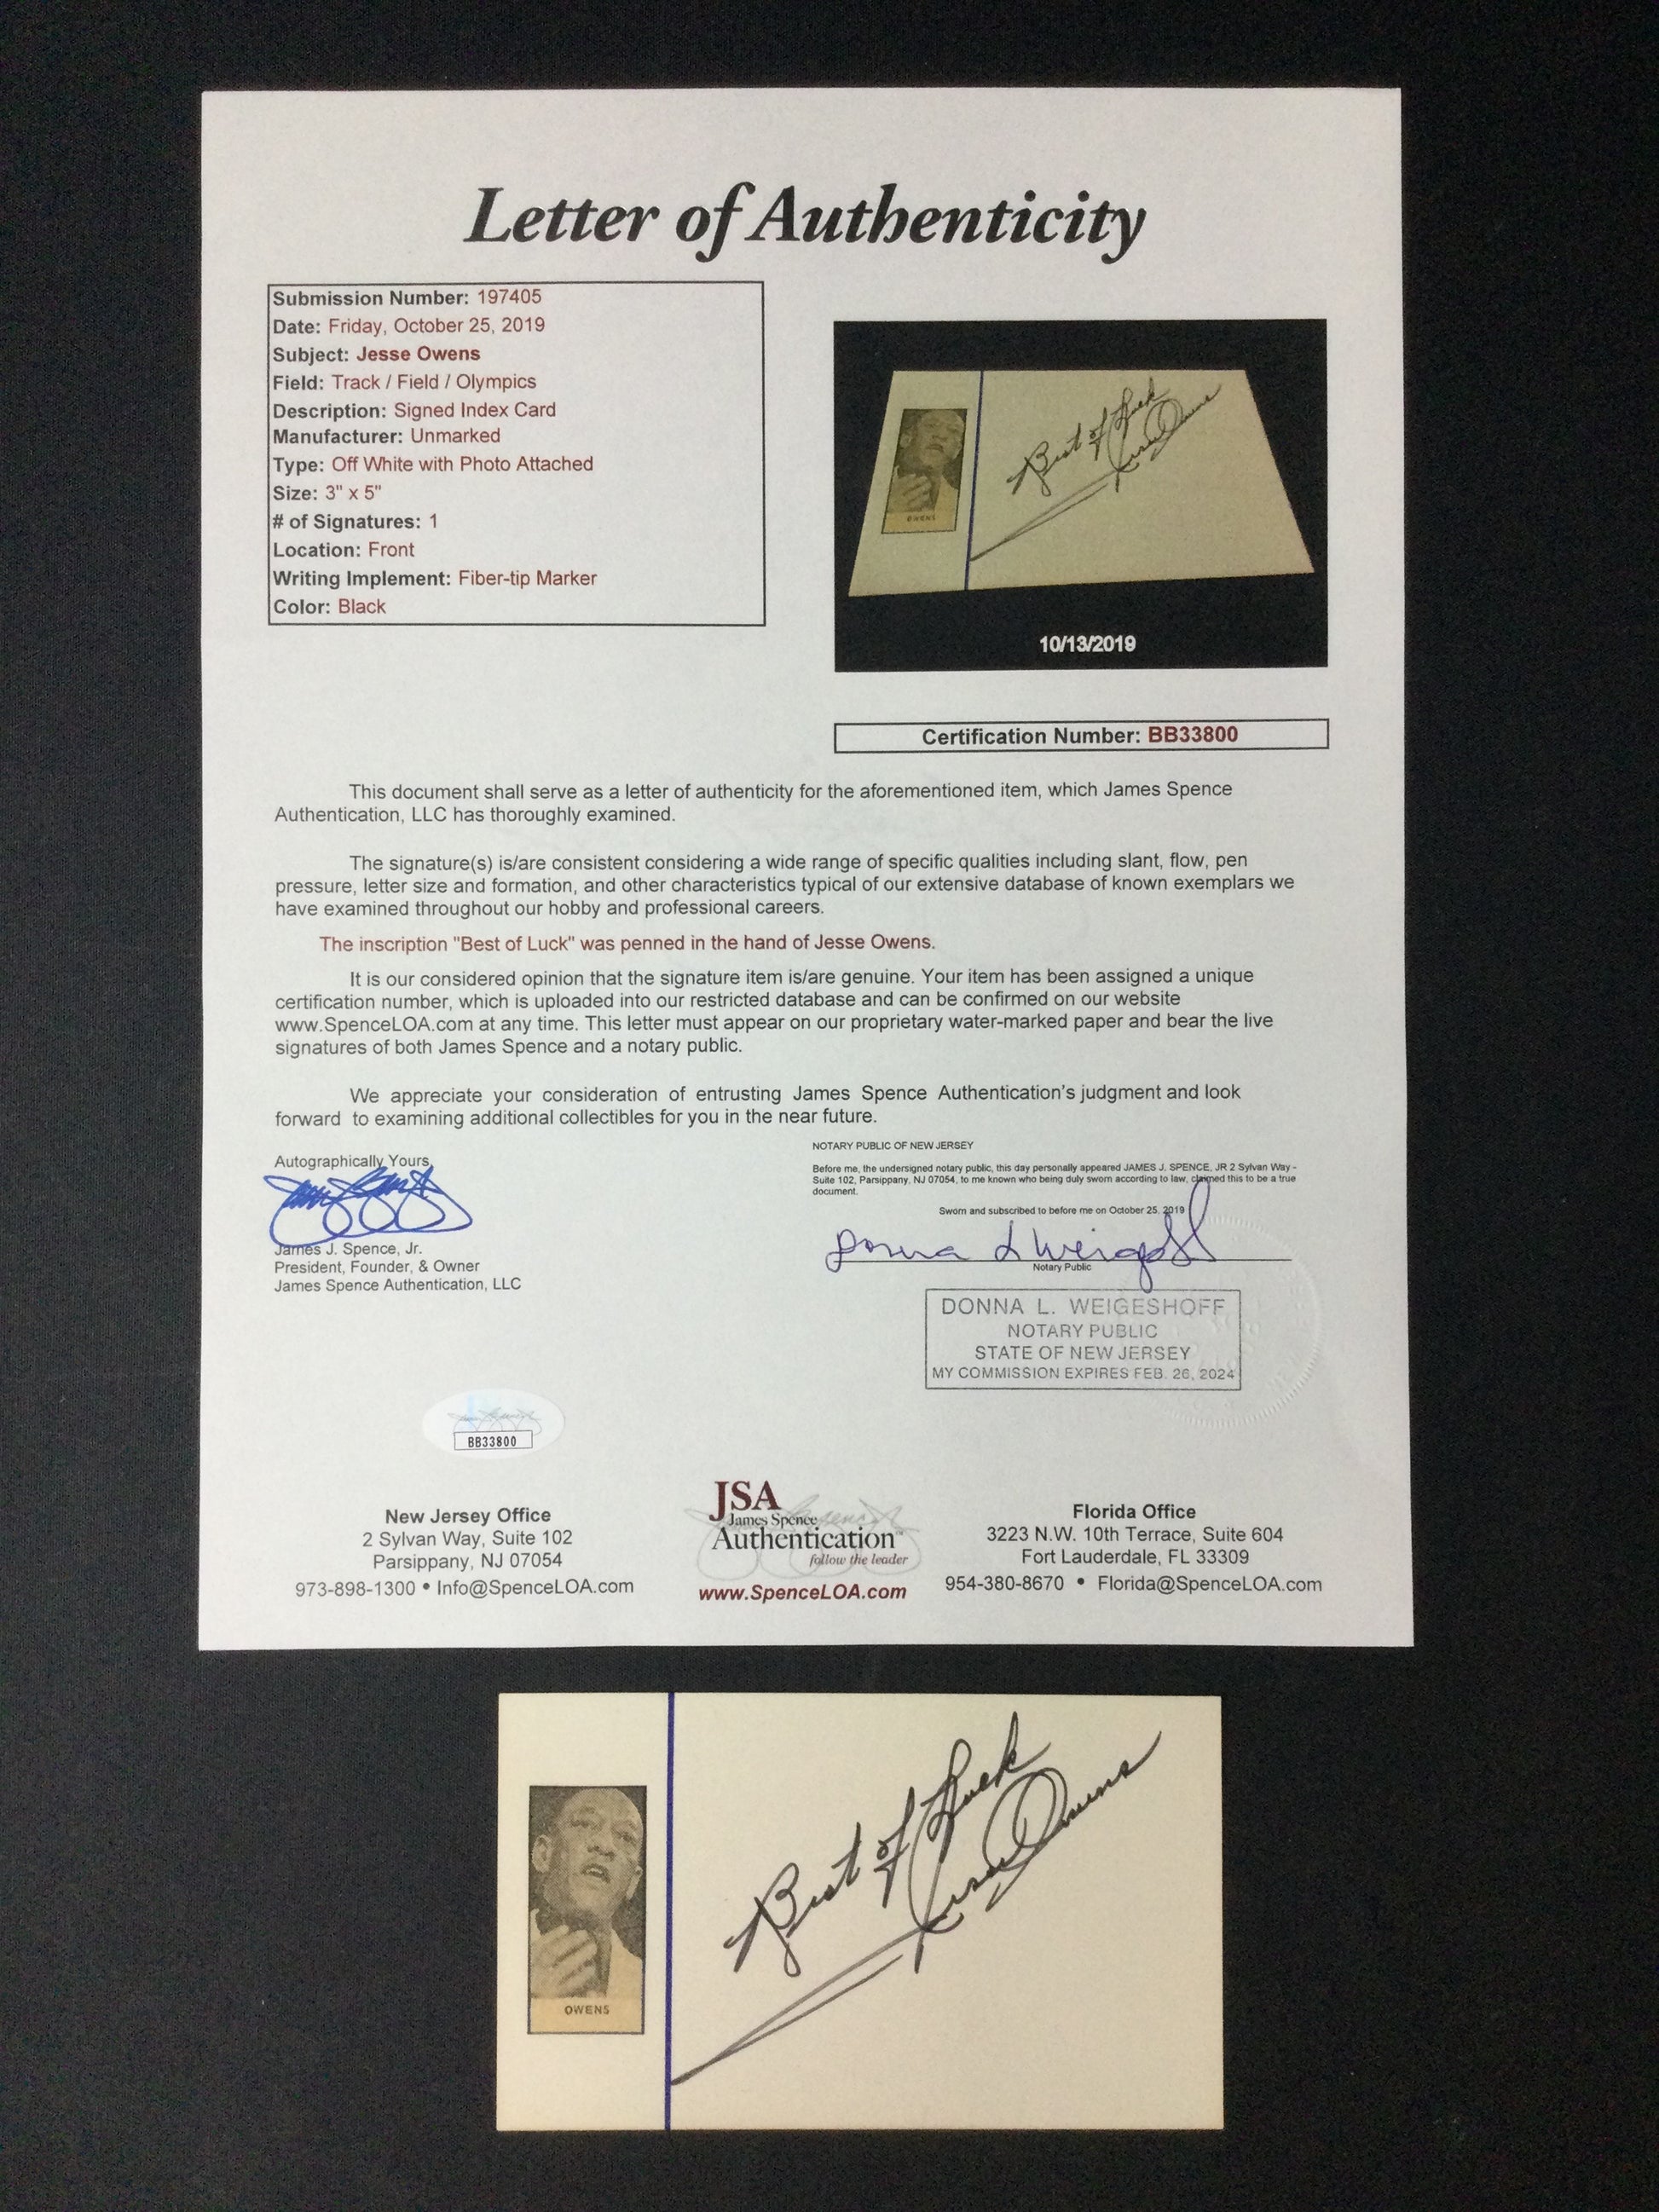 Letter of Authenticity
Submission Number: 197405
Date: Friday, October 25, 2019
Subject: Jesse Owens
Field: Track / Field / Olympics
Description: Signed Index Card
Manufacturer: Unmarked
Type: Off White with Photo Attached
Size: 3" x 5"
# of Signatures: 1
Location: Front
Writing Implement: Fiber-tip Marker
Color: Black
Best of Luck
Jesse Owens
OWENS
10/13/2019
Certification Number: BB33800
This document shall serve as a letter of authenticity for the aforementioned item, which James Spence
Authentication, LLC has thoroughly examined.
The signature(s) is/are consistent considering a wide range of specific qualities including slant, flow, pen
pressure, letter size and formation, and other characteristics typical of our extensive database of known exemplars we
have examined throughout our hobby and professional careers.
The inscription "Best of Luck" was penned in the hand of Jesse Owens.
It is our considered opinion that the signature item is/are genuine. Your item has been assigned a unique
certification number, which is uploaded into our restricted database and can be confirmed on our website
www.SpenceLOA.com at any time. This letter must appear on our proprietary water-marked paper and bear the live
signatures of both James Spence and a notary public.
We appreciate your consideration of entrusting James Spence Authentication's judgment and look
forward to examining additional collectibles for you in the near future.
Autographically Yours,
James J. Spence, Jr.
President, Founder, & Owner
James Spence Authentication, LLC
NOTARY PUBLIC OF NEW JERSEY
Before me, the undersigned notary public, this day personally appeared JAMES J. SPENCE, JR 2 Sylvan Way -
Suite 102, Parsippany, NJ 07054, to me known who being duly sworn according to law, claimed this to be a true
document.
Sworn and subscribed to before me on October 25, 2019
Donna L Weigeshoff
Notary Public
DONNA L. WEIGESHOFF
NOTARY PUBLIC
STATE OF NEW JERSEY
MY COMMISSION EXPIRES FEB. 26, 2024
BB33800
New Jersey Office
2 Sylvan Way, Suite 102
Parsippany, NJ 07054
973-898-1300 • Info@SpenceLOA.com
JSA
James Spence
Authentication™
follow the leader
www.SpenceLOA.com
Florida Office
3223 N.W. 10th Terrace, Suite 604
Fort Lauderdale, FL 33309
954-380-8670 • Florida@SpenceLOA.com
Best of Luck
Jesse Owens
OWENS